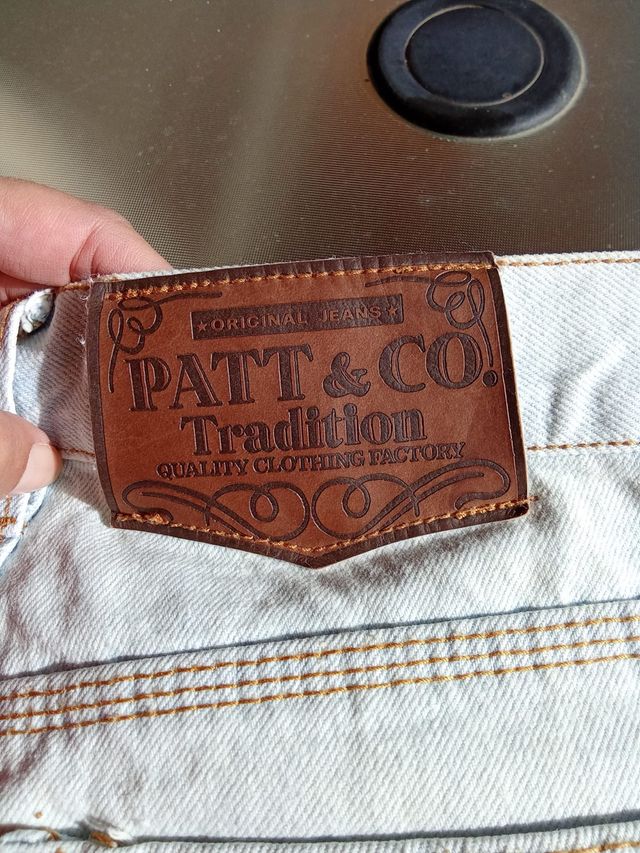 ★ORIGINAL JEANS★
PATT & CO.
Tradition
QUALITY CLOTHING FACTORY